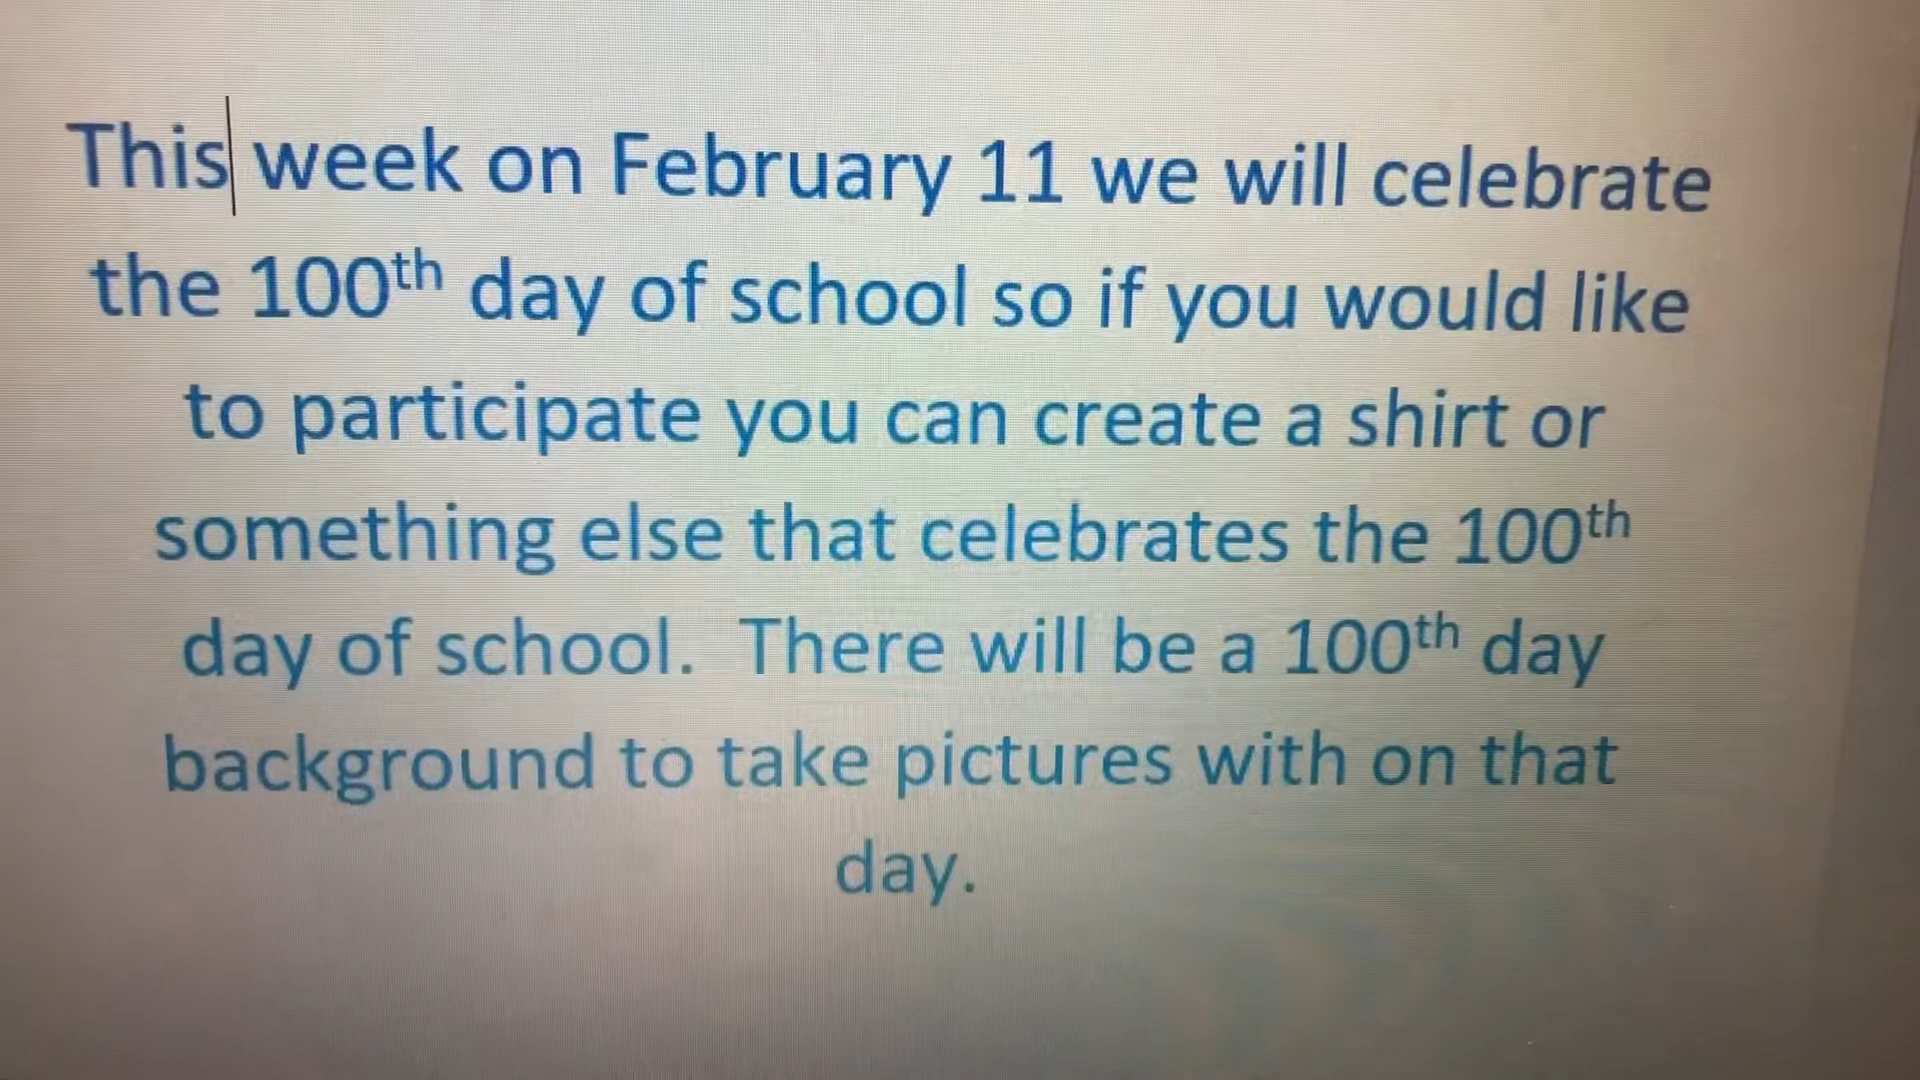 This week on February 11 we will celebrate
the 100th day of school so if you would like
to participate you can create a shirt or
something else that celebrates the 100th
day of school.  There will be a 100th day
background to take pictures with on that
day.